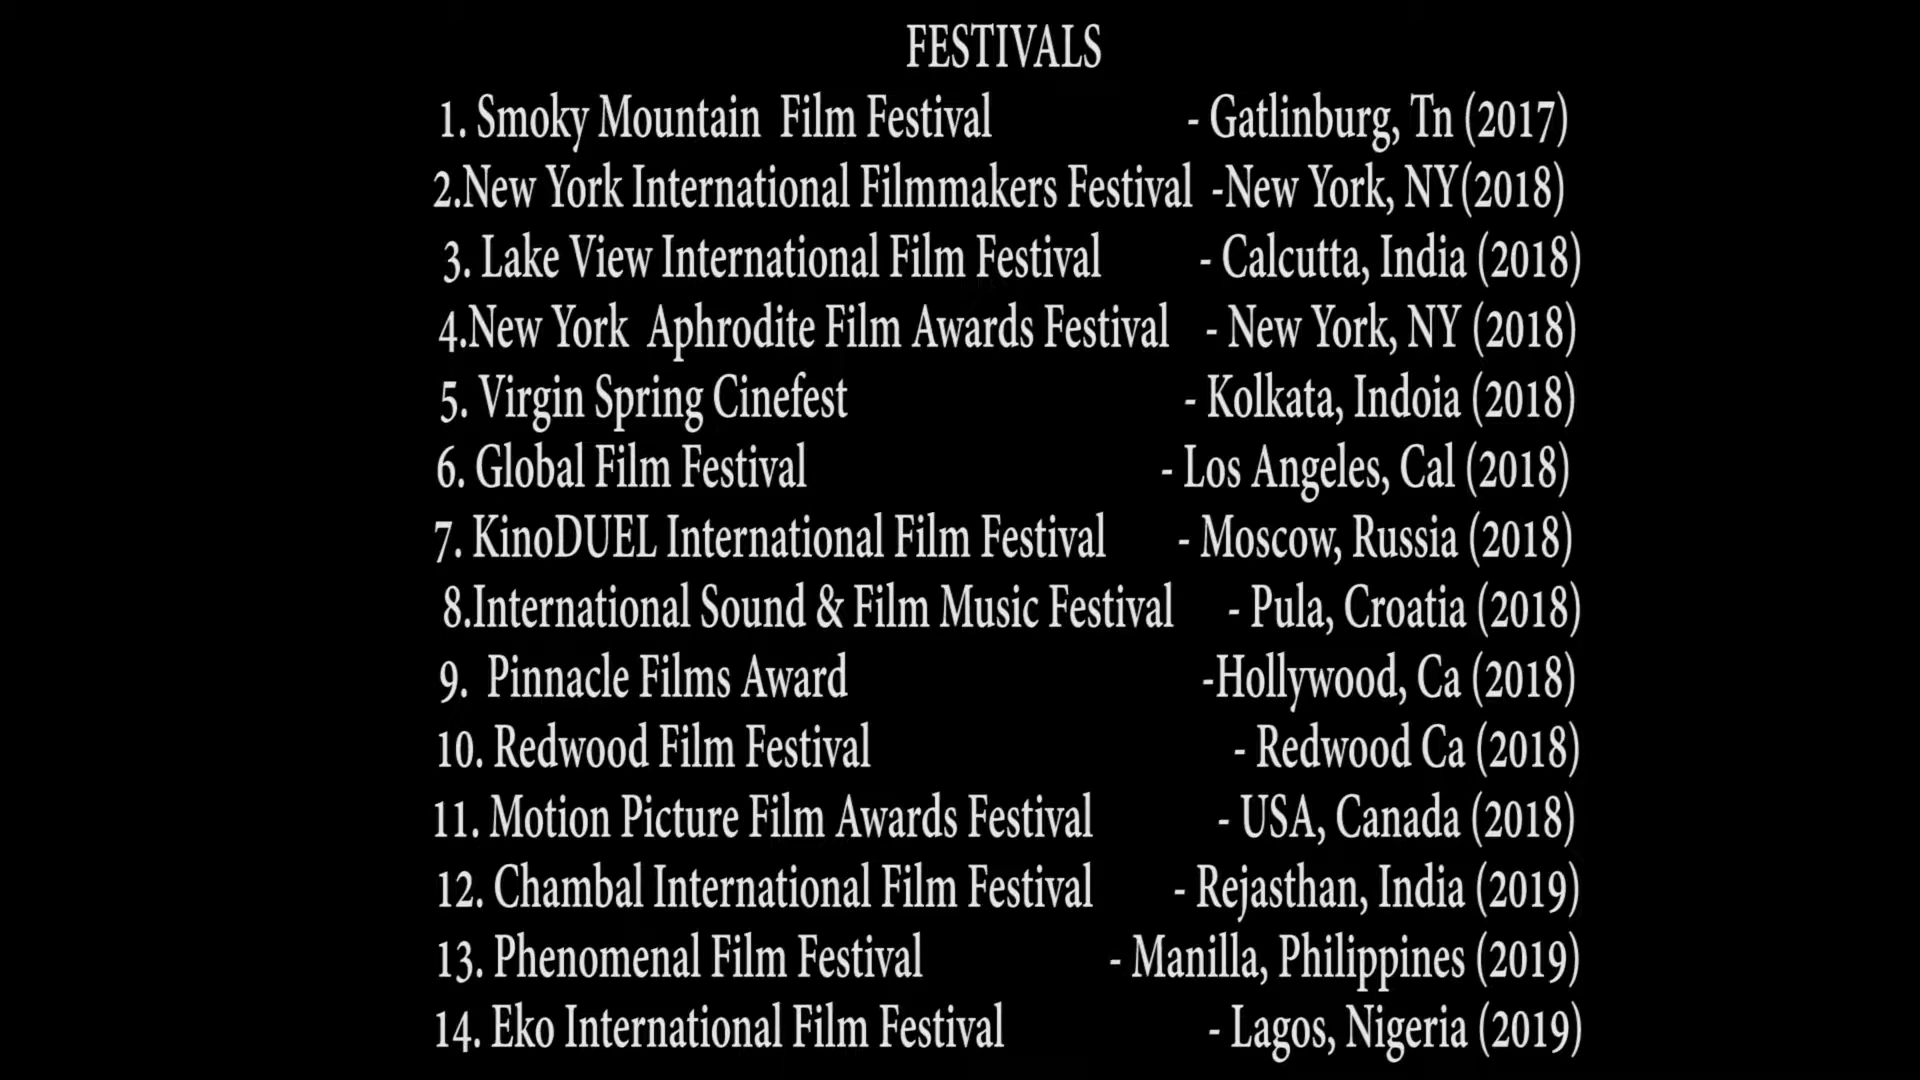 FESTIVALS
1. Smoky Mountain Film Festival - Gatlinburg, Tn (2017)
2.New York International Filmmakers Festival -New York, NY(2018)
3. Lake View International Film Festival - Calcutta, India (2018)
4.New York Aphrodite Film Awards Festival - New York, NY (2018)
5. Virgin Spring Cinefest - Kolkata, Indoia (2018)
6. Global Film Festival - Los Angeles, Cal (2018)
7. KinoDUEL International Film Festival - Moscow, Russia (2018)
8.International Sound & Film Music Festival - Pula, Croatia (2018)
9. Pinnacle Films Award -Hollywood, Ca (2018)
10. Redwood Film Festival - Redwood Ca (2018)
11. Motion Picture Film Awards Festival - USA, Canada (2018)
12. Chambal International Film Festival - Rejasthan, India (2019)
13. Phenomenal Film Festival - Manilla, Philippines (2019)
14. Eko International Film Festival - Lagos, Nigeria (2019)